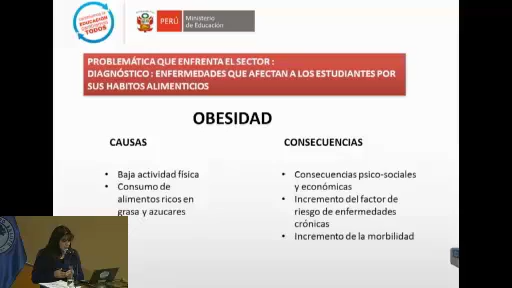 EDUCACIÓN
TODOS
PERÚ
Ministerio
de Educación
PROBLEMÁTICA QUE ENFRENTA EL SECTOR :
DIAGNÓSTICO : ENFERMEDADES QUE AFECTAN A LOS ESTUDIANTES POR
SUS HABITOS ALIMENTICIOS
OBESIDAD
CAUSAS
• Baja actividad física
• Consumo de
alimentos ricos en
grasa y azucares
CONSECUENCIAS
• Consecuencias psico-sociales
y económicas
• Incremento del factor de
riesgo de enfermedades
crónicas
• Incremento de la morbilidad